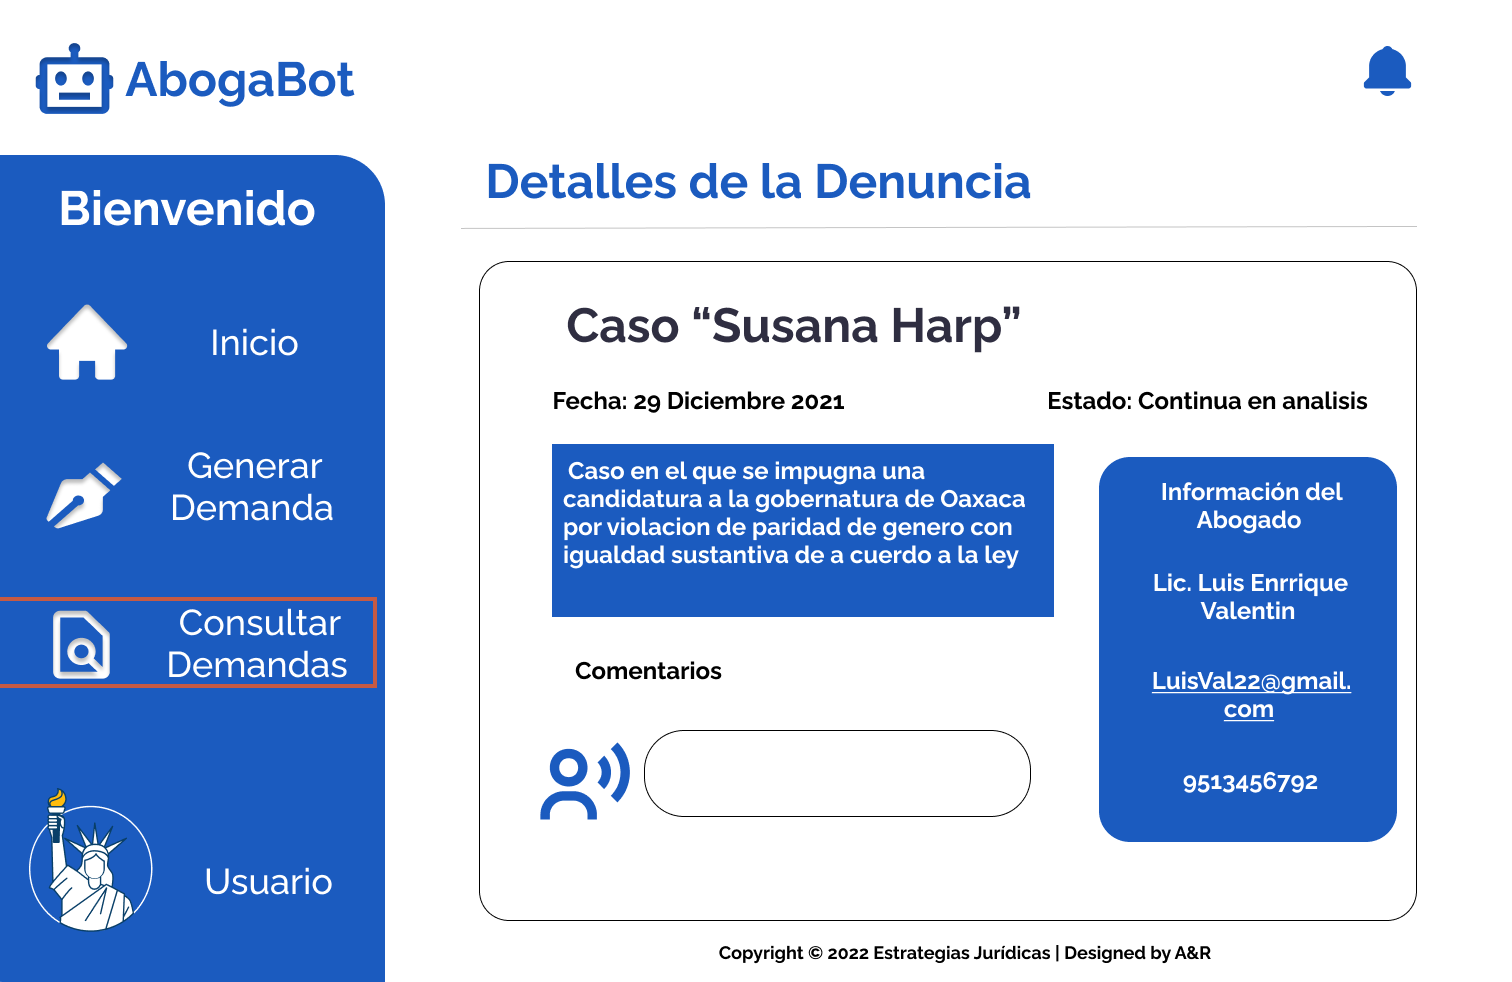 AbogaBot
Detalles de la Denuncia
Bienvenido
Inicio
Generar
Demanda
Consultar
Demandas
Usuario
Caso “Susana Harp”
Fecha: 29 Diciembre 2021
Estado: Continua en analisis
Caso en el que se impugna una
candidatura a la gobernatura de Oaxaca
por violacion de paridad de genero con
igualdad sustantiva de a cuerdo a la ley
Información del
Abogado
Lic. Luis Enrrique
Valentin
LuisVal22@gmail.
com
9513456792
Comentarios
Copyright © 2022 Estrategias Jurídicas | Designed by A&R